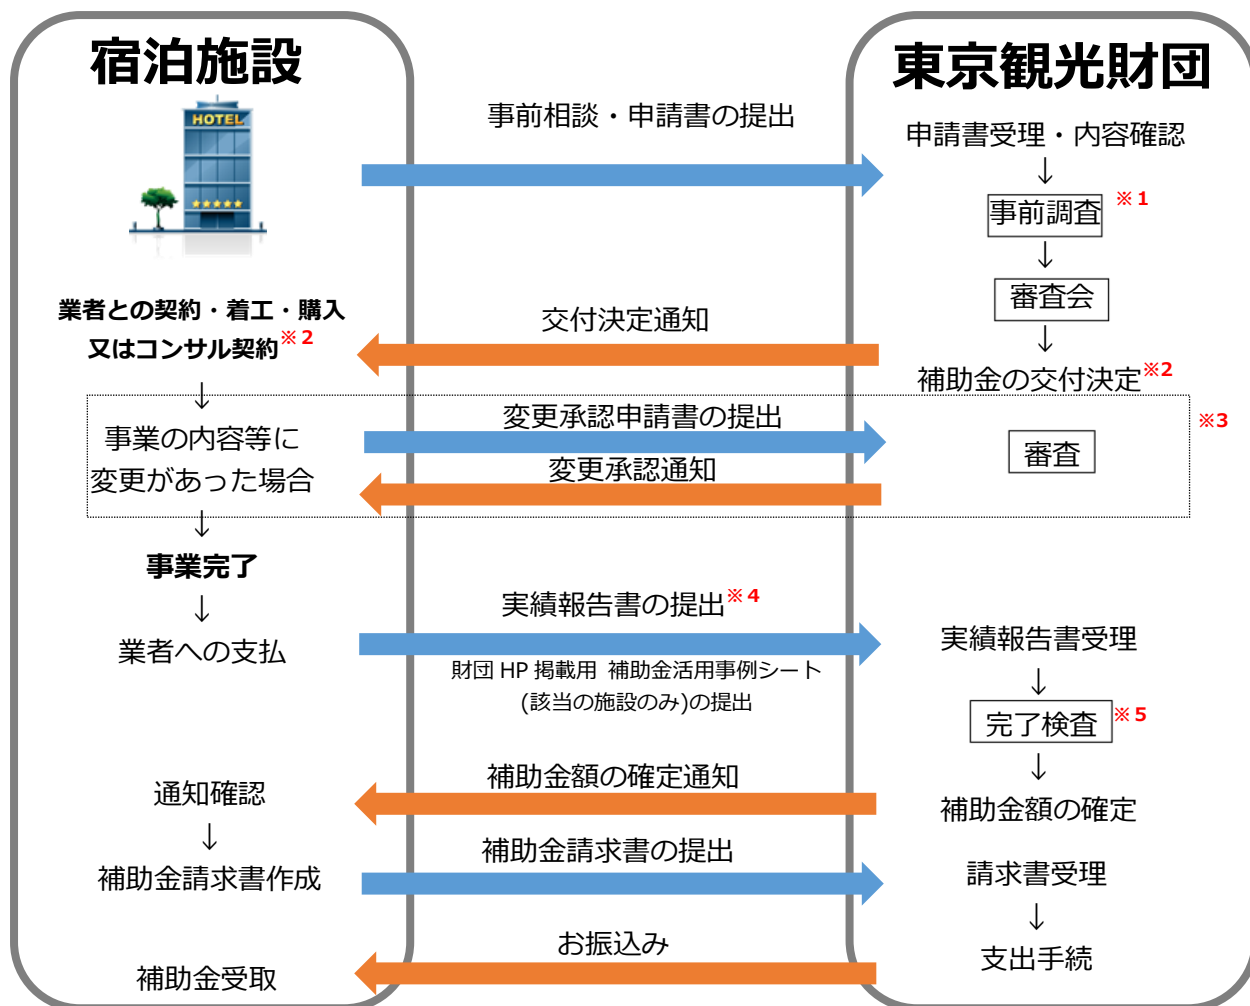 宿泊施設
東京観光財団
HOTEL
事前相談・申請書の提出
申請書受理・内容確認
↓
事前調査 ※1
↓
審査会
↓
補助金の交付決定※2
交付決定通知
業者との契約・着工・購入
又はコンサル契約※2
↓
事業の内容等に
変更があった場合
変更承認申請書の提出
変更承認通知
審査
※3
↓
事業完了
↓
業者への支払
実績報告書の提出※4
財団 HP 掲載用 補助金活用事例シート
(該当の施設のみ)の提出
実績報告書受理
↓
完了検査※5
↓
補助金額の確定
補助金額の確定通知
通知確認
↓
補助金請求書作成
補助金請求書の提出
請求書受理
↓
支出手続
お振込み
補助金受取